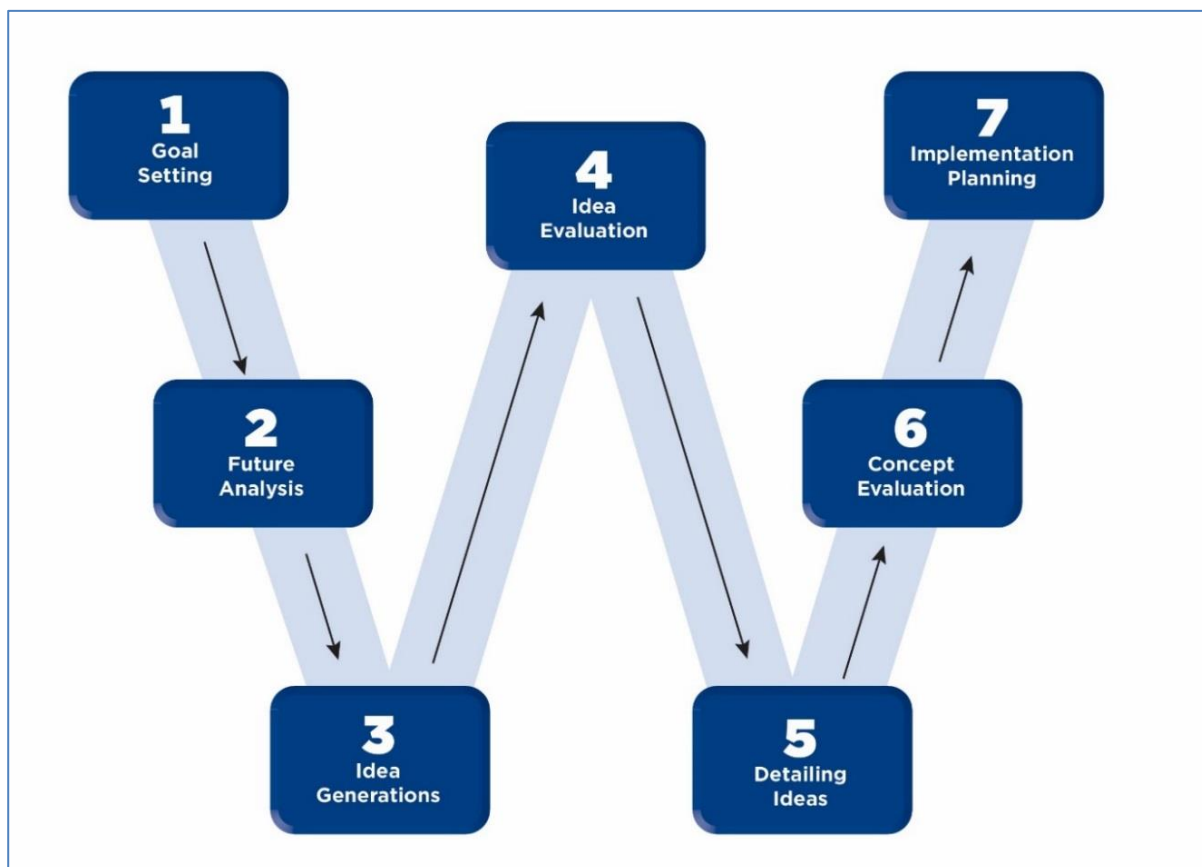 1
Goal
Setting
2
Future
Analysis
3
Idea
Generations
4
Idea
Evaluation
5
Detailing
Ideas
6
Concept
Evaluation
7
Implementation
Planning